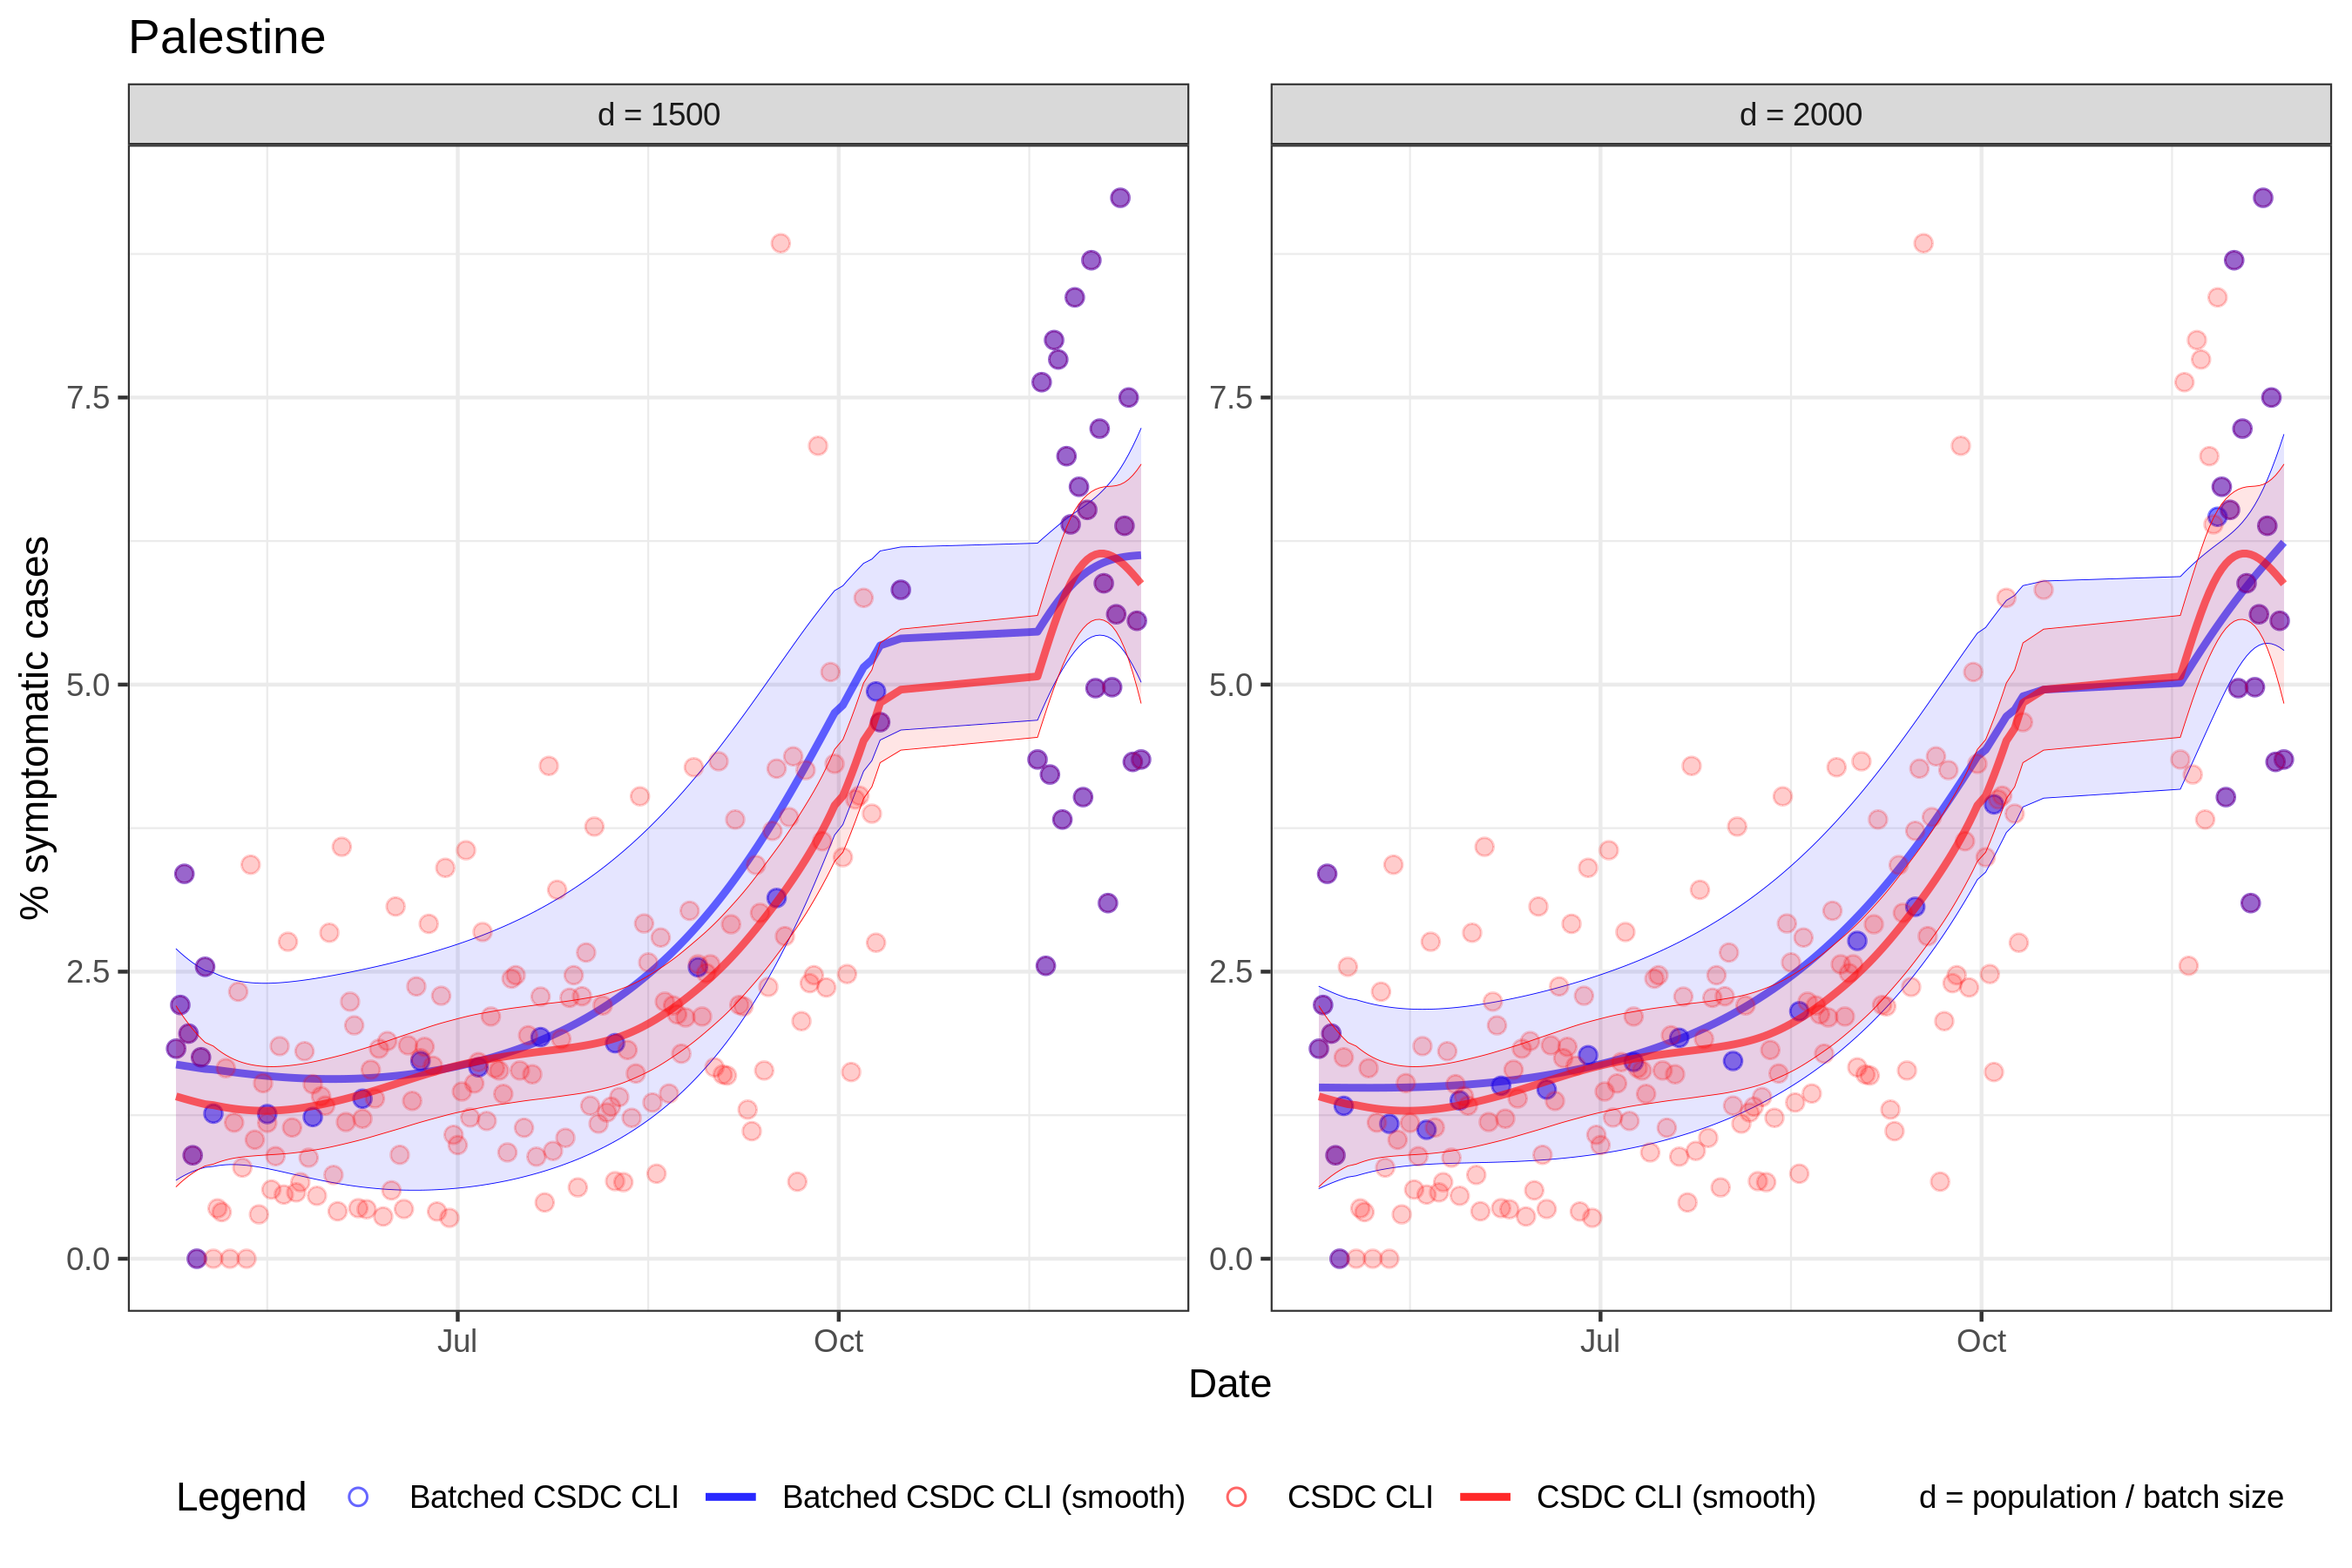 Palestine
d = 1500
d = 2000
% symptomatic cases
7.5
5.0
2.5
0.0
7.5
5.0
2.5
0.0
Jul
Oct
Jul
Oct
Date
Legend
Batched CSDC CLI
Batched CSDC CLI (smooth)
CSDC CLI
CSDC CLI (smooth)
d = population / batch size